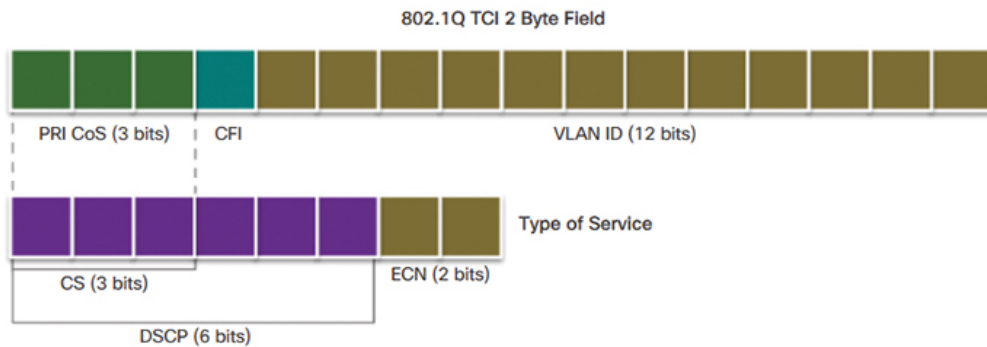 802.1Q TCI 2 Byte Field
PRI CoS (3 bits)
CFI
VLAN ID (12 bits)
Type of Service
CS (3 bits)
ECN (2 bits)
DSCP (6 bits)